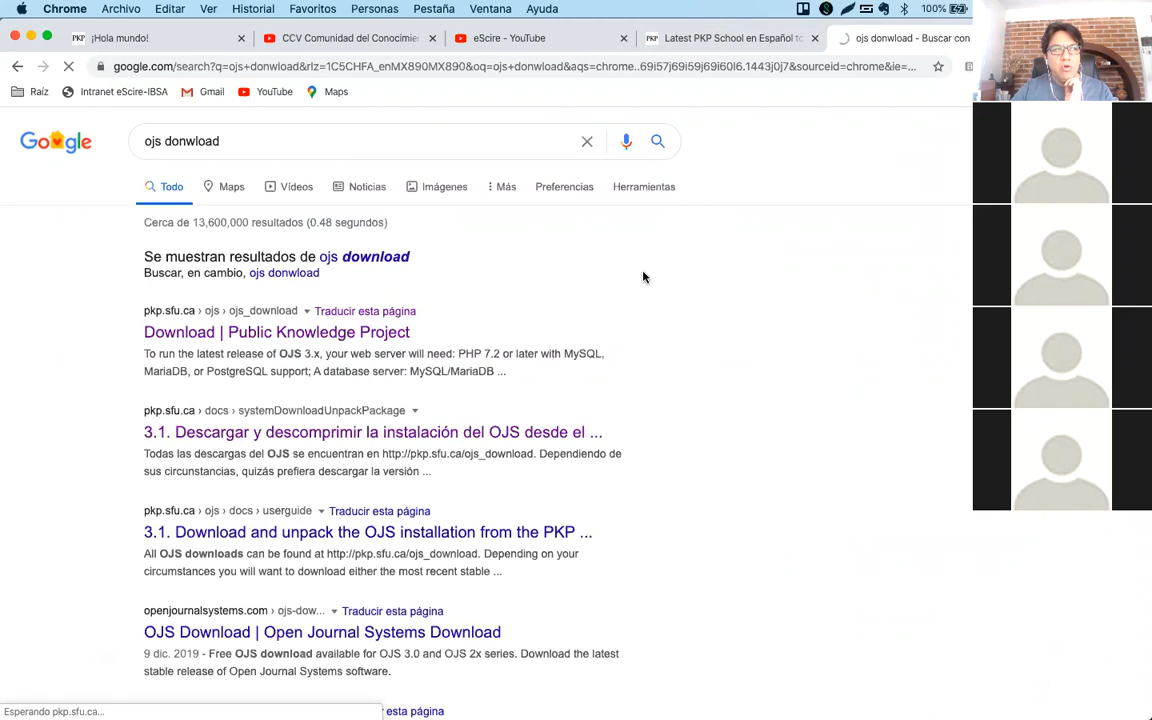 Chrome Archivo Editar Ver Historial Favoritos Personas Pestaña Ventana Ayuda 100%
PKP ¡Hola mundo! CCV Comunidad del Conocimien eScire - YouTube PKP Latest PKP School en Español to ojs donwload - Buscar con
google.com/search?q=ojs+donwload&rlz=1C5CHFA_enMX890MX890&oq=ojs+donwload&aqs=chrome..69i57j69i59j69i60l6.1443j0j7&sourceid=chrome&ie=...
Raíz Intranet eScire-IBSA Gmail YouTube Maps
Google ojs donwload
Todo Maps Vídeos Noticias Imágenes Más Preferencias Herramientas
Cerca de 13,600,000 resultados (0.48 segundos)
Se muestran resultados de ojs download
Buscar, en cambio, ojs donwload
pkp.sfu.ca › ojs › ojs_download Traducir esta página
Download | Public Knowledge Project
To run the latest release of OJS 3.x, your web server will need: PHP 7.2 or later with MySQL,
MariaDB, or PostgreSQL support; A database server: MySQL/MariaDB ...
pkp.sfu.ca › docs › systemDownloadUnpackPackage
3.1. Descargar y descomprimir la instalación del OJS desde el ...
Todas las descargas del OJS se encuentran en http://pkp.sfu.ca/ojs_download. Dependiendo de
sus circunstancias, quizás prefiera descargar la versión ...
pkp.sfu.ca › ojs › docs › userguide Traducir esta página
3.1. Download and unpack the OJS installation from the PKP ...
All OJS downloads can be found at http://pkp.sfu.ca/ojs_download. Depending on your
circumstances you will want to download either the most recent stable ...
openjournalsystems.com › ojs-dow... Traducir esta página
OJS Download | Open Journal Systems Download
9 dic. 2019 - Free OJS download available for OJS 3.0 and OJS 2x series. Download the latest
stable release of Open Journal Systems software.
Esperando pkp.sfu.ca... esta página